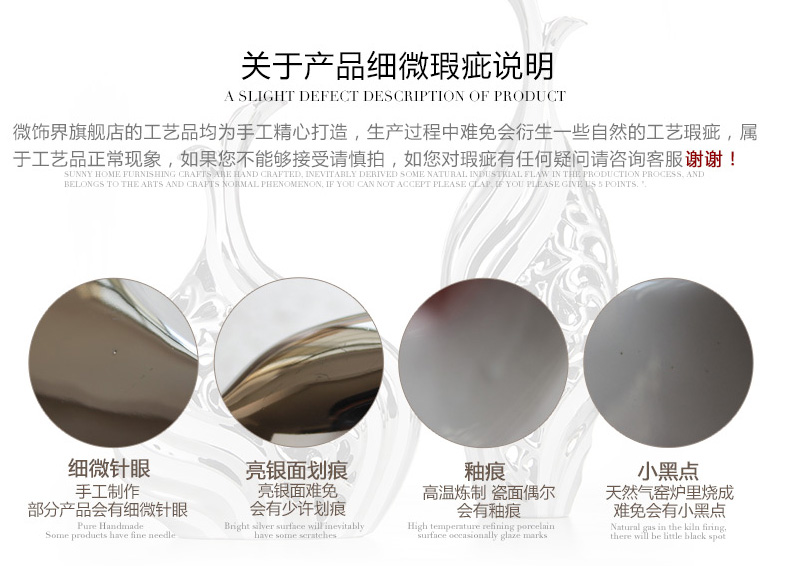 关于产品细微瑕疵说明
A SLIGHT DEFECT DESCRIPTION OF PRODUCT
微饰界旗舰店的工艺品均为手工精心打造，生产过程中难免会衍生一些自然的工艺瑕疵，属
于工艺品正常现象，如果您不能够接受请慎拍，如您对瑕疵有任何疑问请咨询客服谢谢！
SUNNY HOME FURNISHING CRAFTS ARE HAND CRAFTED, INEVITABLY DERIVED SOME NATURAL INDUSTRIAL FLAW IN THE PRODUCTION PROCESS, AND
BELONGS TO THE ARTS AND CRAFTS NORMAL PHENOMENON, IF YOU CAN NOT ACCEPT PLEASE CLAP, IF YOU PLEASE GIVE US 5 POINTS. ".
细微针眼
手工制作
部分产品会有细微针眼
Pure Handmade
Some products have fine needle
亮银面划痕
亮银面难免
会有少许划痕
Bright silver surface will inevitably
have some scratches
釉痕
高温炼制 瓷面偶尔
会有釉痕
High temperature refining porcelain
surface occasionally glaze marks
小黑点
天然气窑炉里烧成
难免会有小黑点
Natural gas in the kiln firing,
there will be little black spot